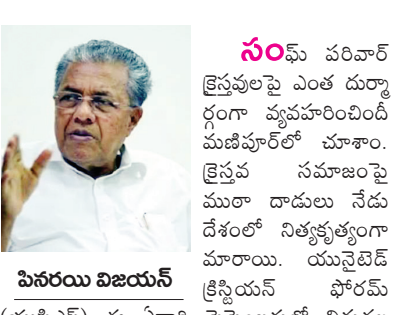 సంఘ్ పరివార్
క్రైస్తవులపై ఎంత దుర్మా
ర్గంగా వ్యవహరించిందీ
మణిపూర్‌లో చూశాం.
క్రైస్తవ సమాజంపై
ముఠా దాడులు నేడు
దేశంలో నిత్యకృత్యంగా
మారాయి. యునైటెడ్
క్రిస్టియన్ ఫోరమ్
పినరయి విజయన్